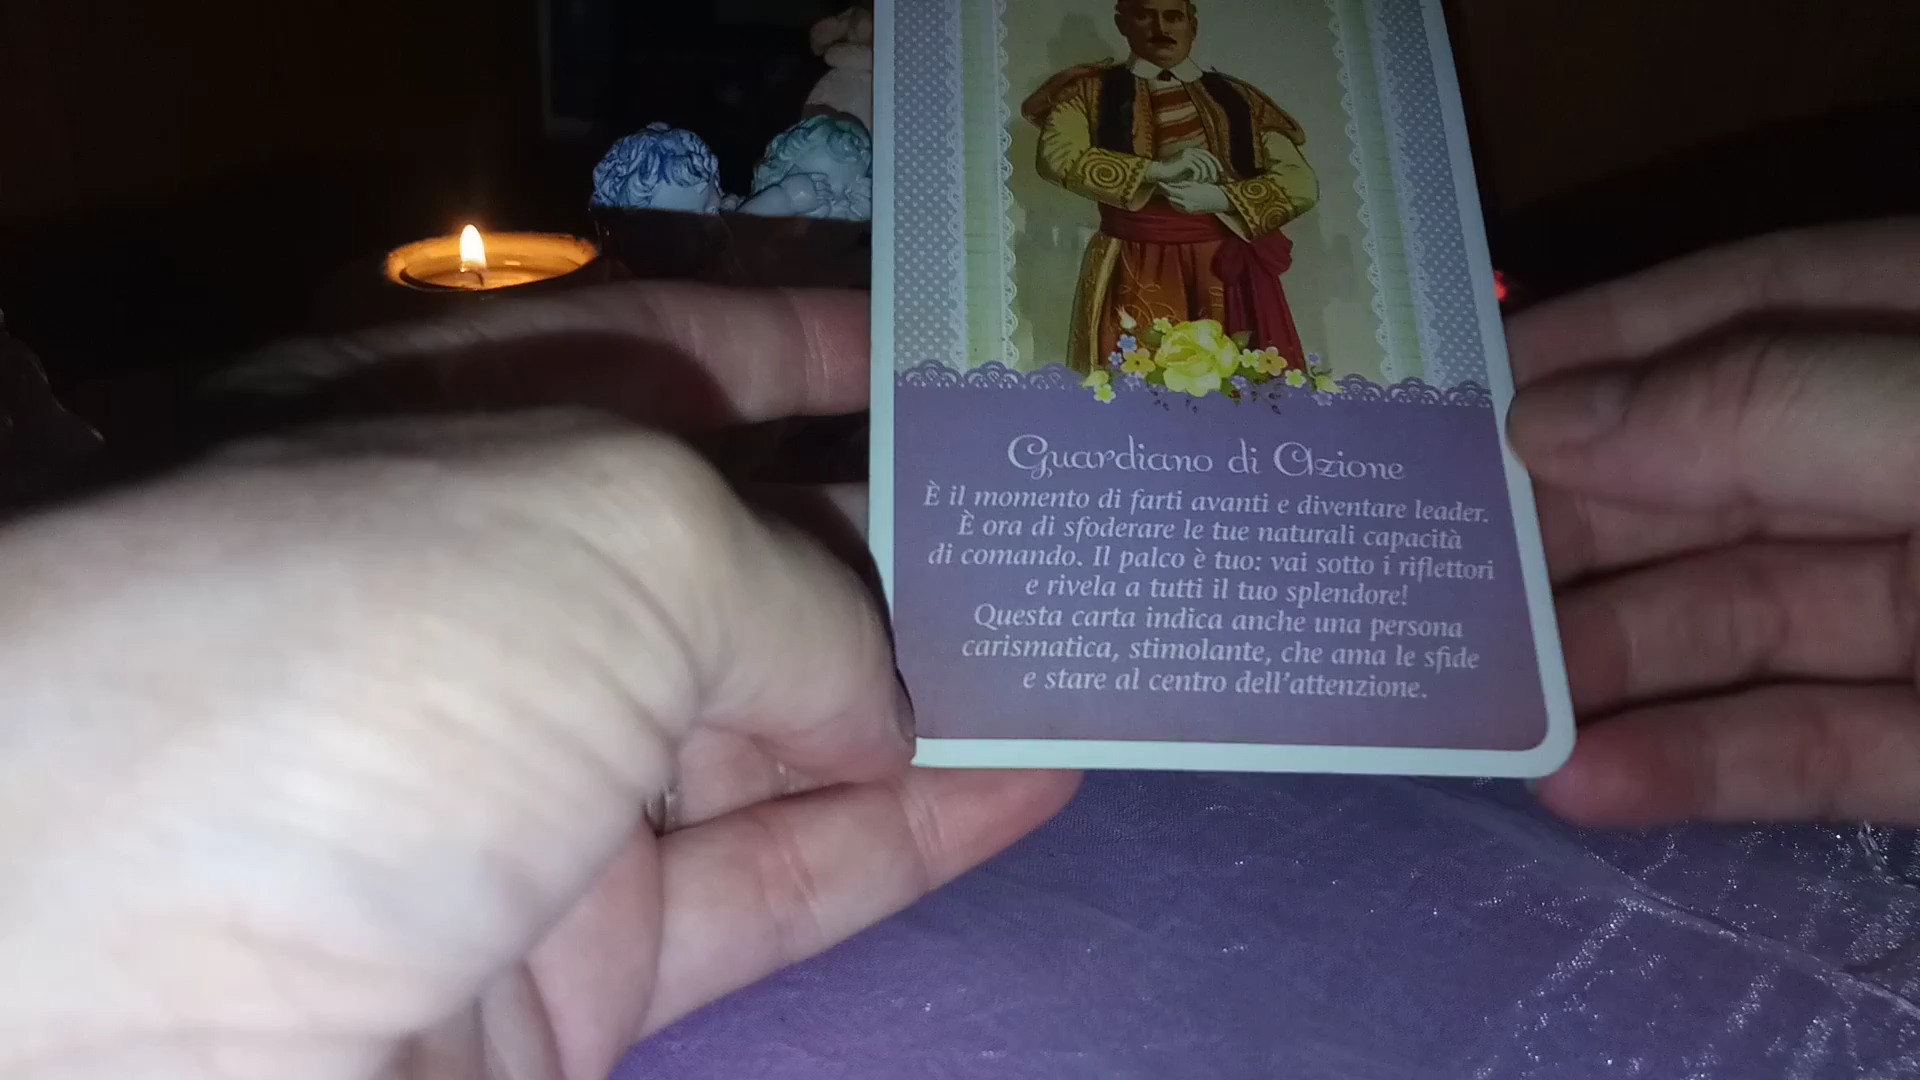 Guardiano di Azione
È il momento di farti avanti e diventare leader.
È ora di sfoderare le tue naturali capacità
di comando. Il palco è tuo: vai sotto i riflettori
e rivela a tutti il tuo splendore!
Questa carta indica anche una persona
carismatica, stimolante, che ama le sfide
e stare al centro dell'attenzione.